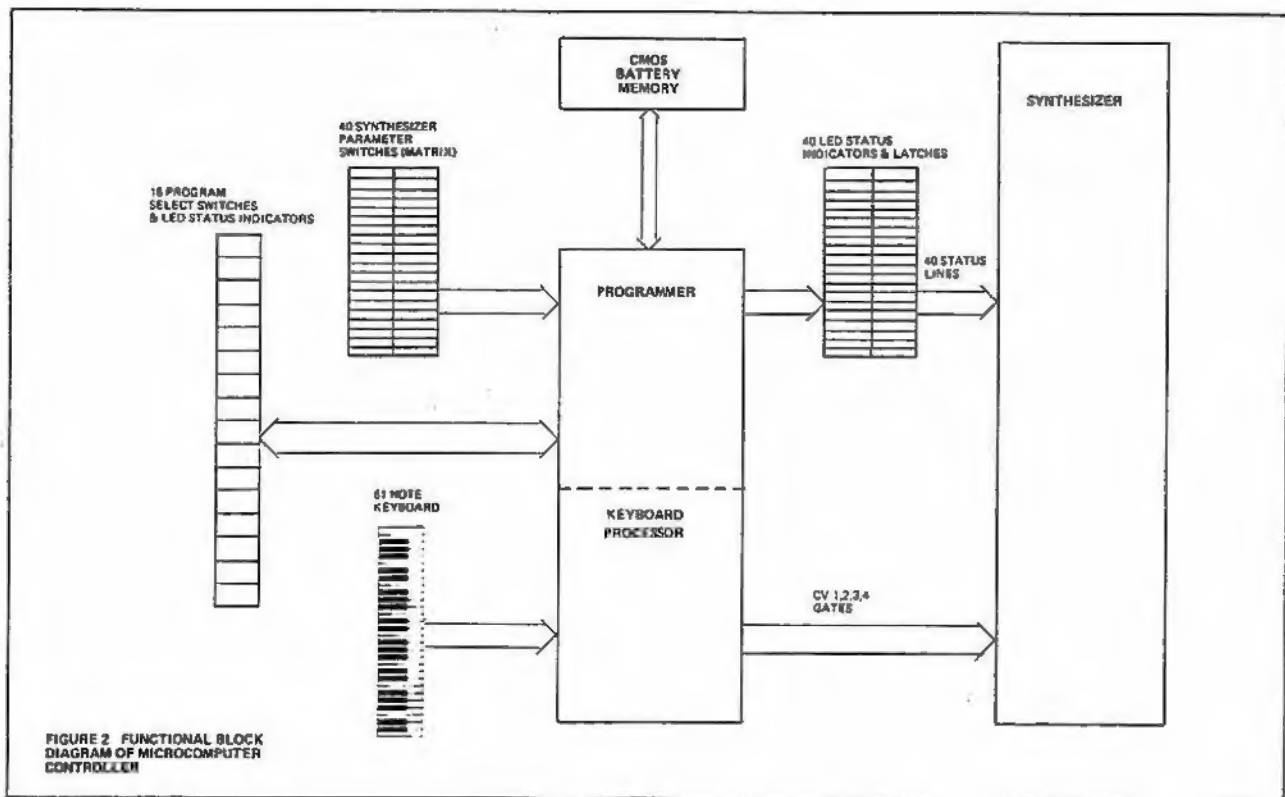 CMOS
BATTERY
MEMORY
SYNTHESIZER
40 SYNTHESIZER
PARAMETER
SWITCHES (MATRIX)
40 LED STATUS
INDICATORS & LATCHES
16 PROGRAM
SELECT SWITCHES
& LED STATUS INDICATORS
40 STATUS
LINES
PROGRAMMER
61 NOTE
KEYBOARD
KEYBOARD
PROCESSOR
CV 1,2,3,4
GATES
FIGURE 2 FUNCTIONAL BLOCK
DIAGRAM OF MICROCOMPUTER
CONTROLLER